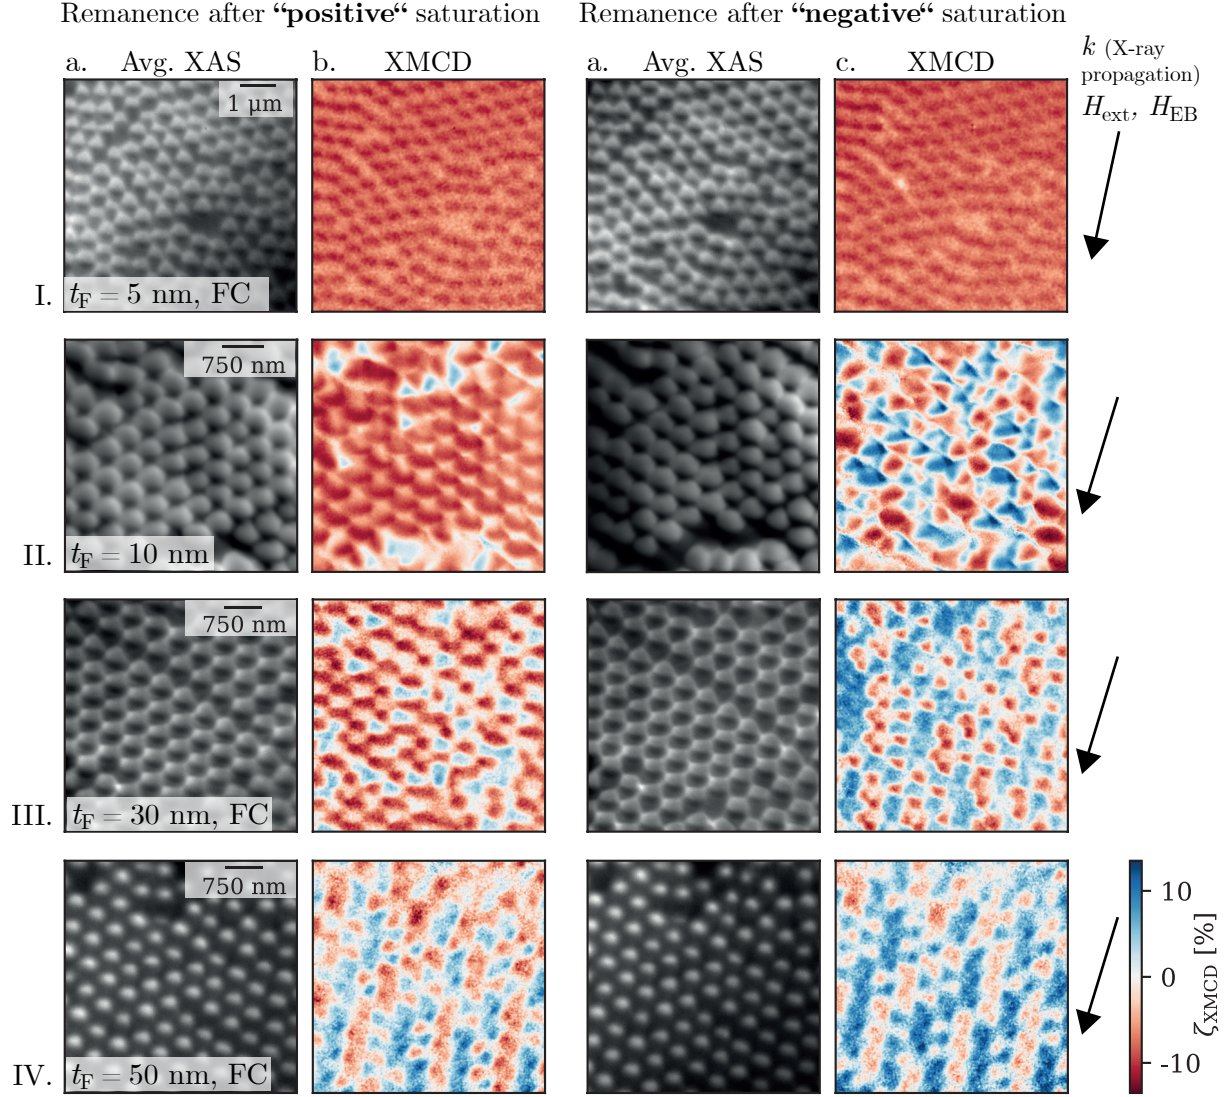 Remanence after “positive“ saturation
Remanence after “negative“ saturation
a. Avg. XAS
b. XMCD
a. Avg. XAS
c. XMCD
k (X-ray
propagation)
H_ext, H_EB
1 µm
I.
t_F = 5 nm, FC
750 nm
II.
t_F = 10 nm
750 nm
III.
t_F = 30 nm, FC
750 nm
IV.
t_F = 50 nm, FC
10
0
-10
ζ_XMCD [%]